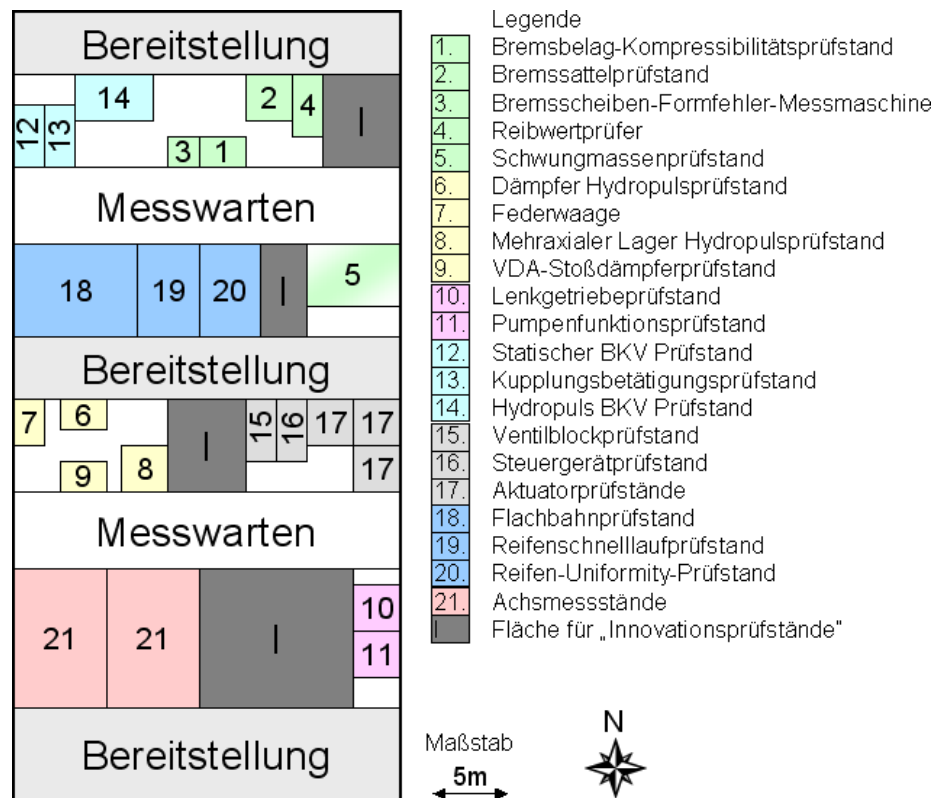 Bereitstellung
12
13
14
2
4
I
3
1
Messwarten
18
19
20
I
5
Bereitstellung
7
6
9
8
I
15
16
17
17
17
Messwarten
21
21
I
10
11
Bereitstellung
Legende
1. Bremsbelag-Kompressibilitätsprüfstand
2. Bremssattelprüfstand
3. Bremsscheiben-Formfehler-Messmaschine
4. Reibwertprüfer
5. Schwungmassenprüfstand
6. Dämpfer Hydropulsprüfstand
7. Federwaage
8. Mehraxialer Lager Hydropulsprüfstand
9. VDA-Stoßdämpferprüfstand
10. Lenkgetriebeprüfstand
11. Pumpenfunktionsprüfstand
12. Statischer BKV Prüfstand
13. Kupplungsbetätigungsprüfstand
14. Hydropuls BKV Prüfstand
15. Ventilblockprüfstand
16. Steuergerätprüfstand
17. Aktuatorprüfstände
18. Flachbahnprüfstand
19. Reifenschnelllaufprüfstand
20. Reifen-Uniformity-Prüfstand
21. Achsmessstände
I Fläche für „Innovationsprüfstände"
Maßstab
5m
N